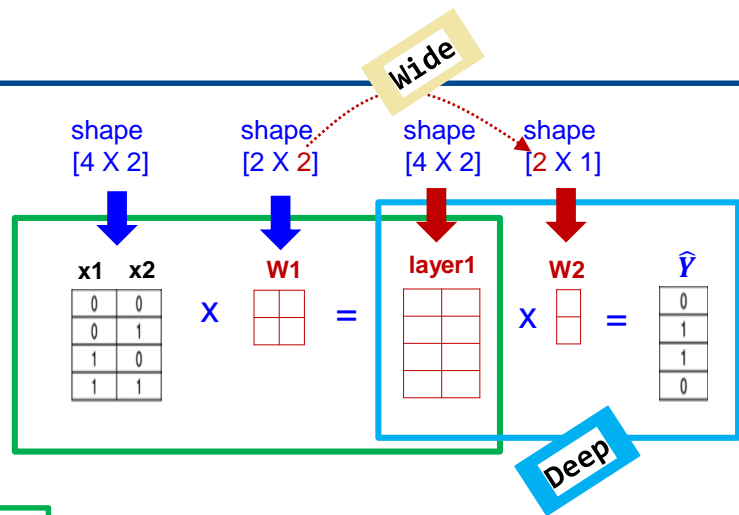 Wide
shape shape shape shape
[4 X 2] [2 X 2] [4 X 2] [2 X 1]
x1 x2 W1 layer1 W2 Ŷ
0 0 0
0 1 1
1 0 1
1 1 0
X = X =
Deep